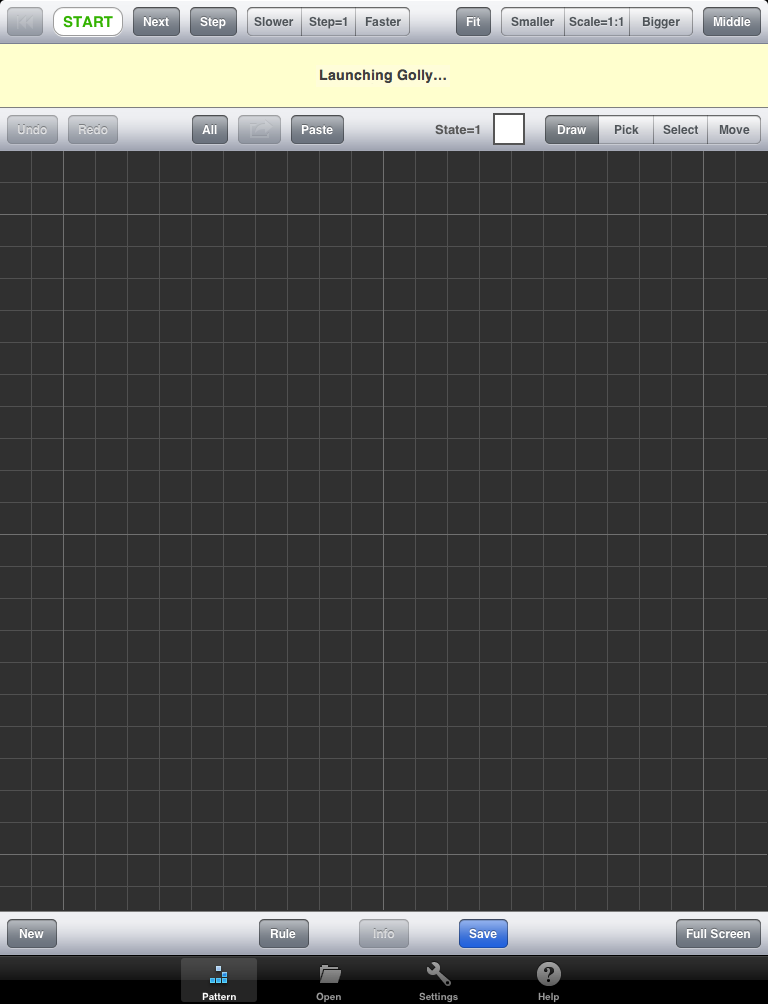 START Next Step Slower Step=1 Faster Fit Smaller Scale=1:1 Bigger Middle
Launching Golly…
Undo Redo All Paste State=1 Draw Pick Select Move
New Rule Info Save Full Screen
Pattern Open Settings Help